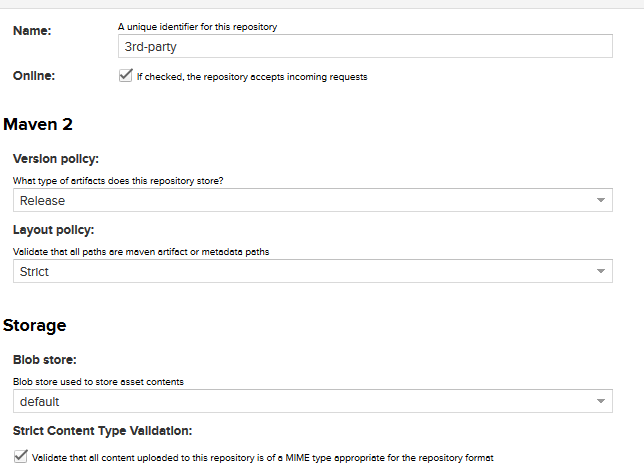 Name:
A unique identifier for this repository
3rd-party
Online:
If checked, the repository accepts incoming requests
Maven 2
Version policy:
What type of artifacts does this repository store?
Release
Layout policy:
Validate that all paths are maven artifact or metadata paths
Strict
Storage
Blob store:
Blob store used to store asset contents
default
Strict Content Type Validation:
Validate that all content uploaded to this repository is of a MIME type appropriate for the repository format